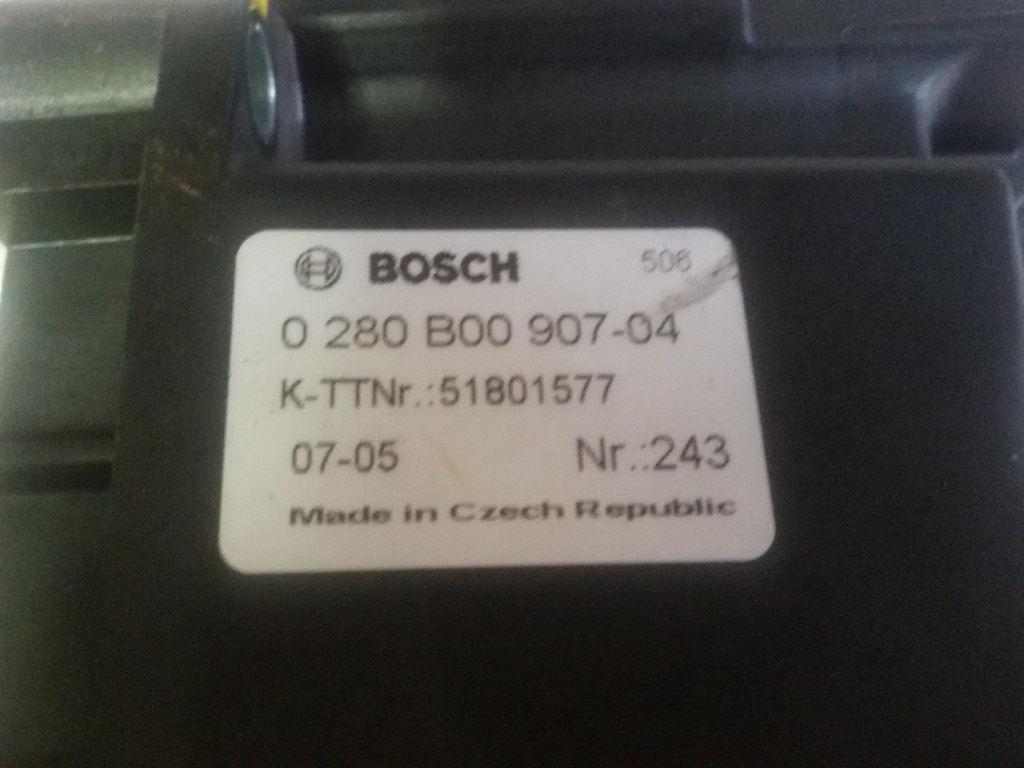 BOSCH 506
0 280 B00 907-04
K-TTNr.:51801577
07-05 Nr.:243
Made in Czech Republic